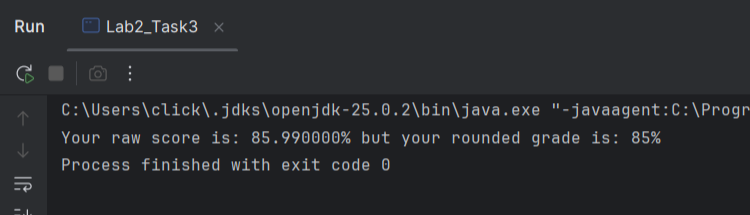 Run
Lab2_Task3
C:\Users\click\.jdks\openjdk-25.0.2\bin\java.exe "-javaagent:C:\Progr
Your raw score is: 85.990000% but your rounded grade is: 85%
Process finished with exit code 0